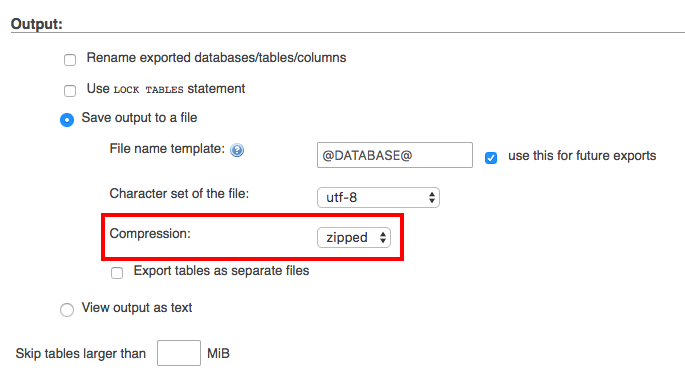 Output:
Rename exported databases/tables/columns
Use LOCK TABLES statement
Save output to a file
File name template: @DATABASE@ use this for future exports
Character set of the file: utf-8
Compression: zipped
Export tables as separate files
View output as text
Skip tables larger than MiB